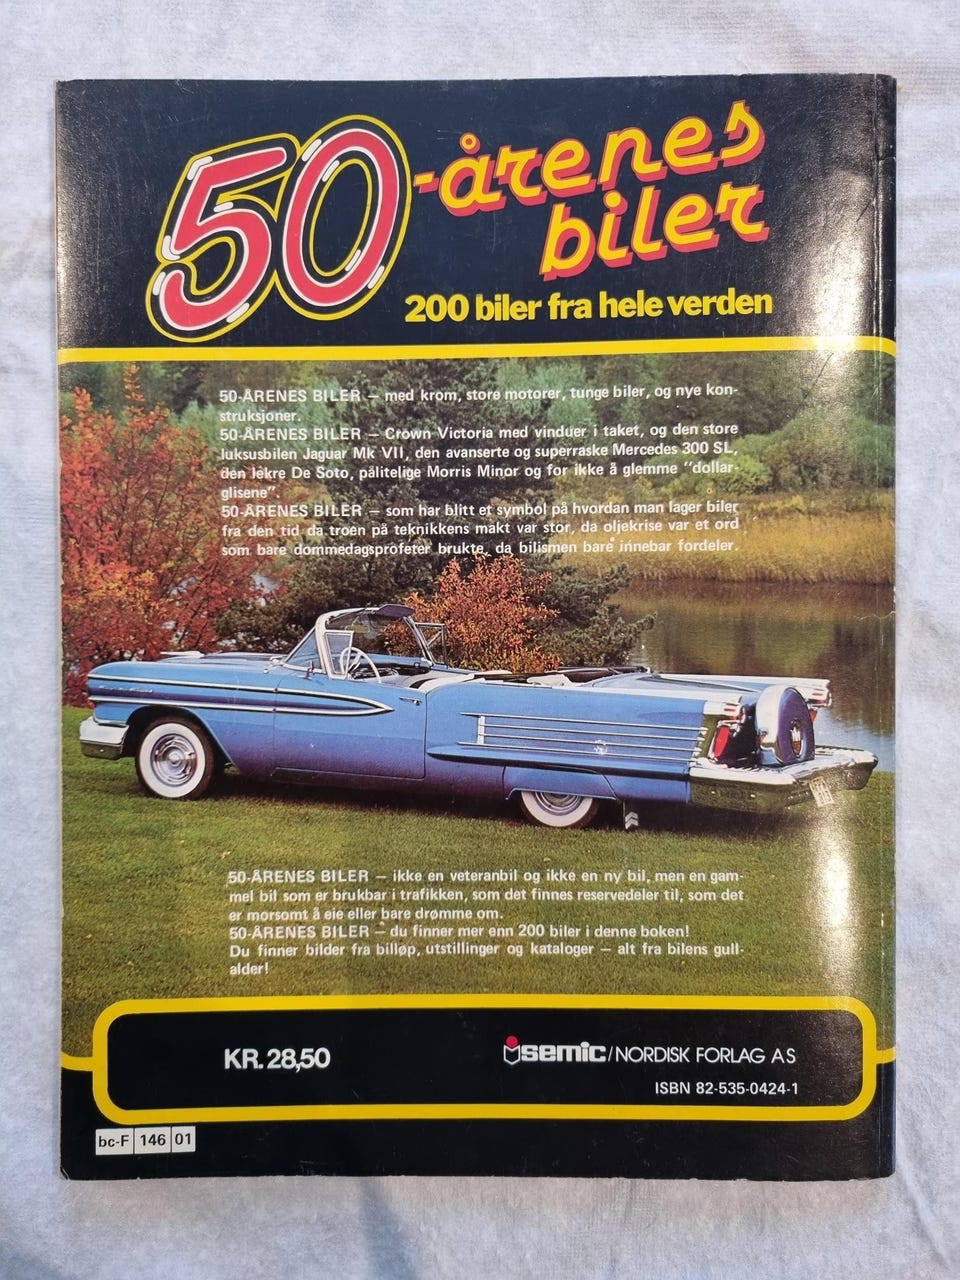 50-årenes
biler
200 biler fra hele verden
50-ÅRENES BILER — med krom, store motorer, tunge biler, og nye kon-
struksjoner.
50-ÅRENES BILER — Crown Victoria med vinduer i taket, og den store
luksusbilen Jaguar Mk VII, den avanserte og superraske Mercedes 300 SL,
den lekre De Soto, pålitelige Morris Minor og for ikke å glemme "dollar-
glisene".
50-ÅRENES BILER — som har blitt et symbol på hvordan man lager biler
fra den tid da troen på teknikkens makt var stor, da oljekrise var et ord
som bare dommedagsprofeter brukte, da bilismen bare innebar fordeler.
50-ÅRENES BILER — ikke en veteranbil og ikke en ny bil, men en gam-
mel bil som er brukbar i trafikken, som det finnes reservedeler til, som det
er morsomt å eie eller bare drømme om.
50-ÅRENES BILER — du finner mer enn 200 biler i denne boken!
Du finner bilder fra billøp, utstillinger og kataloger — alt fra bilens gull-
alder!
KR. 28,50
semic/NORDISK FORLAG AS
ISBN 82-535-0424-1
bc-F 146 01